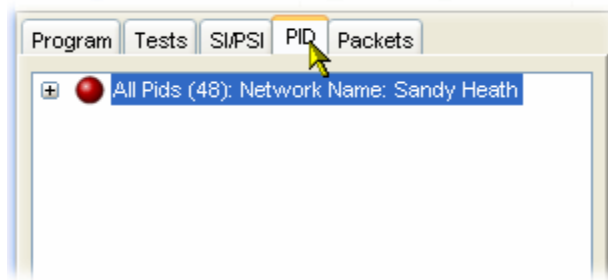 Program Tests SI/PSI PID Packets
All Pids (48): Network Name: Sandy Heath